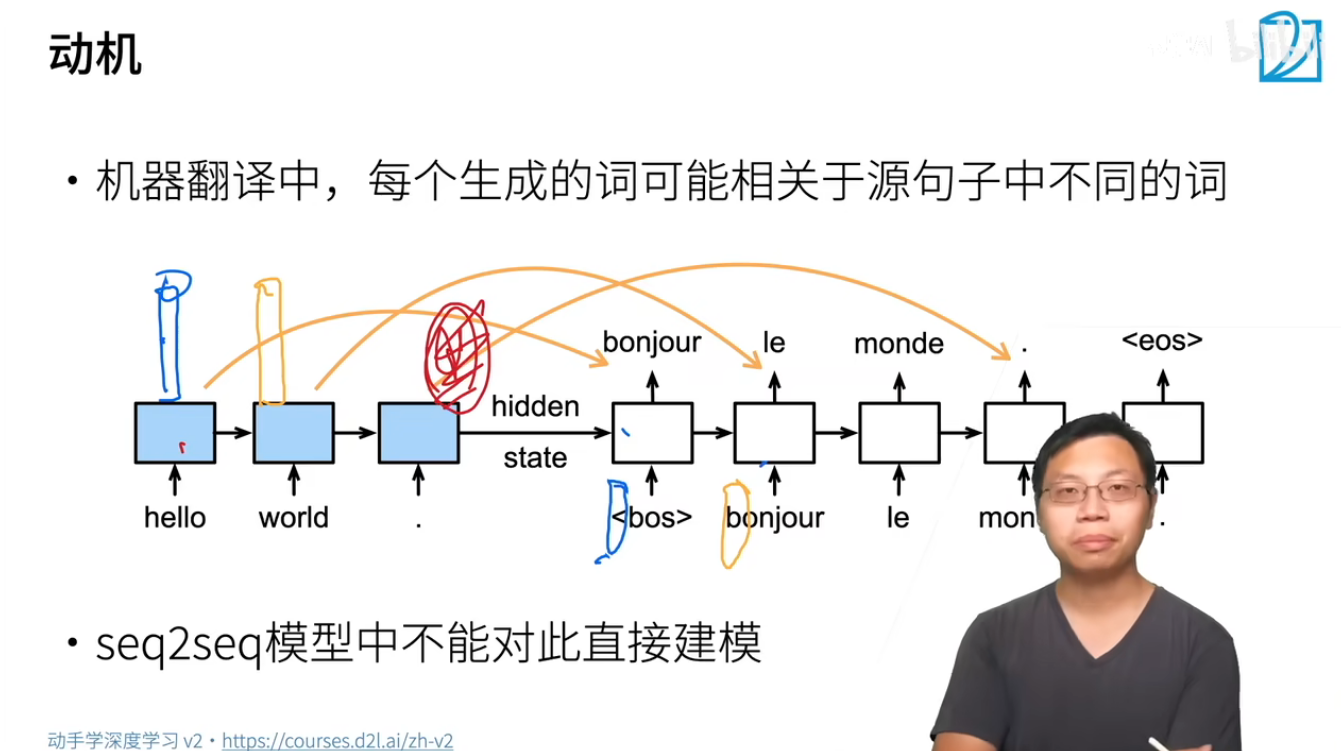 动机
bilibili
• 机器翻译中，每个生成的词可能相关于源句子中不同的词
bonjour le monde . <eos>
hidden
state
hello world . <bos> bonjour le mon .
• seq2seq模型中不能对此直接建模
动手学深度学习 v2 • https://courses.d2l.ai/zh-v2